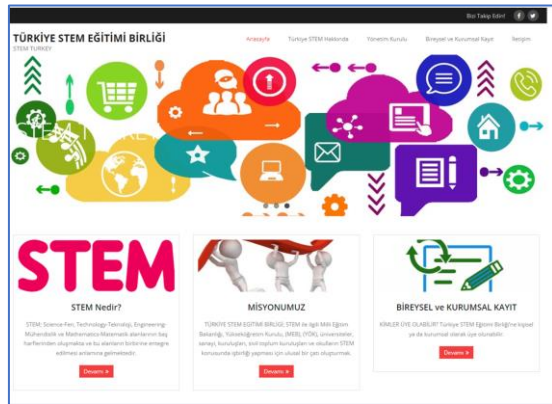 Bizi Takip Edin!
TÜRKİYE STEM EĞİTİMİ BİRLİĞİ
STEM TURKEY
Anasayfa Türkiye STEM Hakkında Yönetim Kurulu Bireysel ve Kurumsal Kayıt İletişim
STEM
STEM Nedir?
STEM; Science-Fen, Technology-Teknoloji, Engineering-
Mühendislik ve Mathematics-Matematik alanlarının baş
harflerinden oluşmakta ve bu alanların birbirine entegre
edilmesi anlamına gelmektedir.
Devamı »
MİSYONUMUZ
TÜRKİYE STEM EĞİTİMİ BİRLİĞİ, STEM ile ilgili Milli Eğitim
Bakanlığı, Yükseköğretim Kurulu, (MEB), (YÖK), üniversiteler,
sanayi, kuruluşları, sivil toplum kuruluşları ve okulların STEM
konusunda işbirliği yapması için ulusal bir çatı oluşturmak.
Devamı »
BİREYSEL ve KURUMSAL KAYIT
KİMLER ÜYE OLABİLİR? Türkiye STEM Eğitimi Birliği'ne kişisel
ya da kurumsal olarak üye olunabilir.
Devamı »